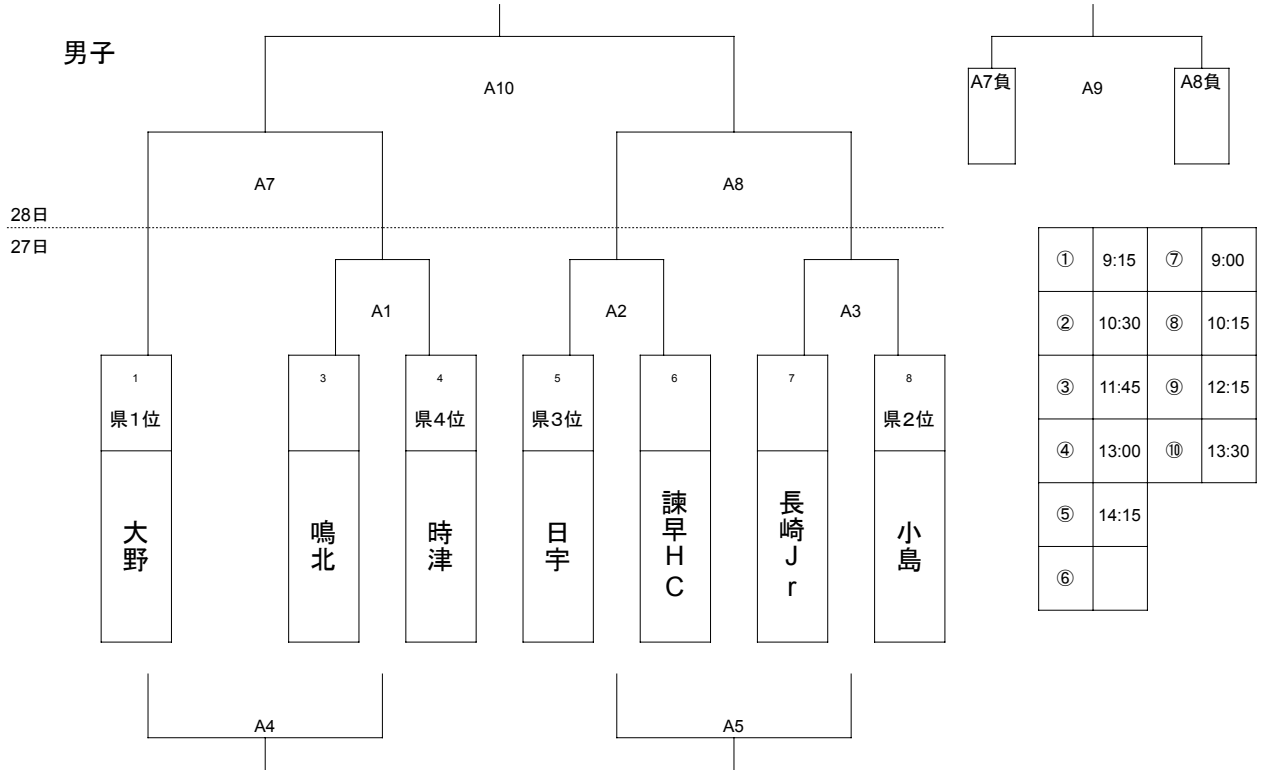 男子
A10
A7負
A9
A8負
A7
A8
28日
27日
A1
A2
A3
1
3
4
5
6
7
8
県1位
県4位
県3位
県2位
大野
鳴北
時津
日宇
諫早HC
長崎Jr
小島
A4
A5
① 9:15 ⑦ 9:00
② 10:30 ⑧ 10:15
③ 11:45 ⑨ 12:15
④ 13:00 ⑩ 13:30
⑤ 14:15
⑥